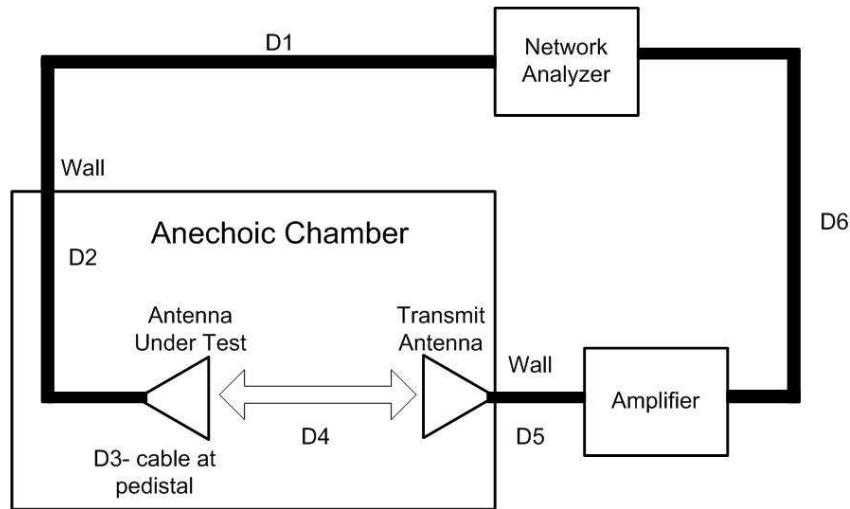 D1
Network
Analyzer
Wall
D6
Anechoic Chamber
D2
Antenna
Under Test
Transmit
Antenna
Wall
Amplifier
D4
D5
D3- cable at
pedistal